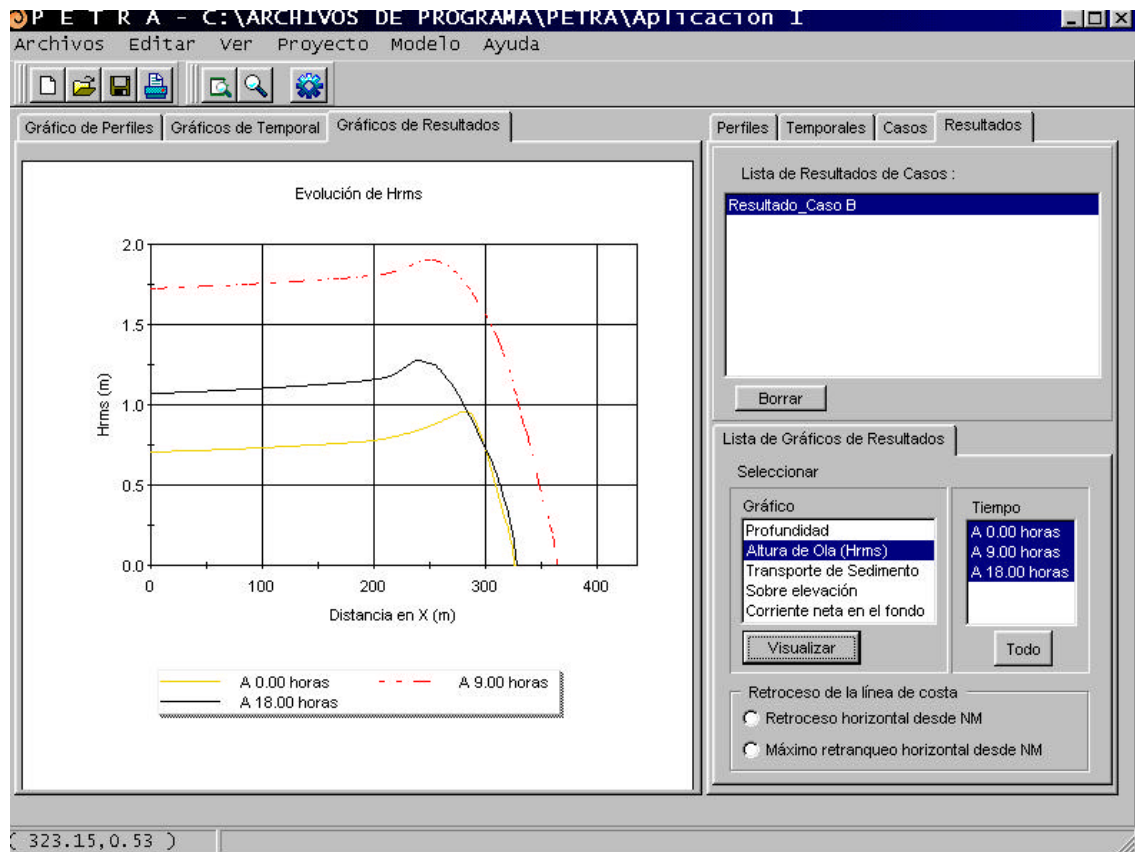 P E T R A - C:\ARCHIVOS DE PROGRAMA\PETRA\Aplicacion I
Archivos Editar Ver Proyecto Modelo Ayuda
Gráfico de Perfiles Gráficos de Temporal Gráficos de Resultados
Evolución de Hrms
2.0
1.5
1.0
0.5
0.0
Hrms (m)
0 100 200 300 400
Distancia en X (m)
A 0.00 horas A 9.00 horas
A 18.00 horas
Perfiles Temporales Casos Resultados
Lista de Resultados de Casos :
Resultado_Caso B
Borrar
Lista de Gráficos de Resultados
Seleccionar
Gráfico
Profundidad
Altura de Ola (Hrms)
Transporte de Sedimento
Sobre elevación
Corriente neta en el fondo
Visualizar
Tiempo
A 0.00 horas
A 9.00 horas
A 18.00 horas
Todo
Retroceso de la línea de costa
Retroceso horizontal desde NM
Máximo retranqueo horizontal desde NM
( 323.15,0.53 )